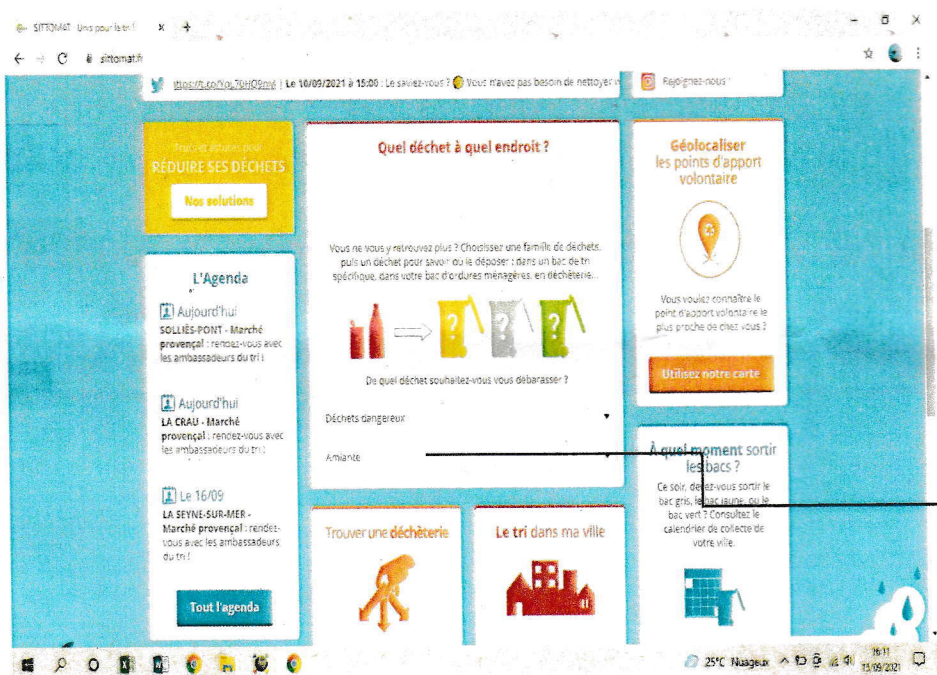 SITTOMAT Unis pour le tri !
sittomat.fr
| Le 10/09/2021 à 15:00 : Le saviez-vous ? Vous n'avez pas besoin de nettoyer v
Rejoignez-nous !
Trucs et astuces pour
RÉDUIRE SES DÉCHETS
Nos solutions
L'Agenda
Aujourd'hui
SOLLIÈS-PONT - Marché
provençal : rendez-vous avec
les ambassadeurs du tri !
Aujourd'hui
LA CRAU - Marché
provençal : rendez-vous avec
les ambassadeurs du tri !
Le 16/09
LA SEYNE-SUR-MER -
Marché provençal : rendez-
vous avec les ambassadeurs
du tri !
Tout l'agenda
Quel déchet à quel endroit ?
Vous ne vous y retrouvez plus ? Choisissez une famille de déchets,
puis un déchet pour savoir où le déposer : dans un bac de tri
spécifique, dans votre bac d'ordures ménagères, en déchèterie...
? ? ?
De quel déchet souhaitez-vous vous débarasser ?
Déchets dangereux
Amiante
Trouver une déchèterie
Le tri dans ma ville
Géolocaliser
les points d'apport
volontaire
Vous voulez connaître le
point d'apport volontaire le
plus proche de chez vous ?
Utilisez notre carte
À quel moment sortir
les bacs ?
Ce soir, devez-vous sortir le
bac gris, le bac jaune, ou le
bac vert ? Consultez le
calendrier de collecte de
votre ville.
25°C Nuageux
16:11
15/09/2021